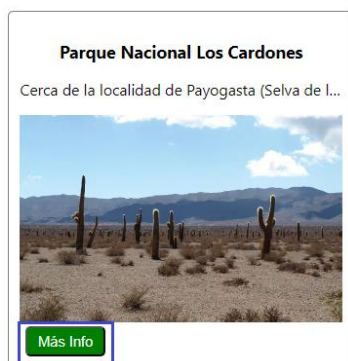 Parque Nacional Los Cardones
Cerca de la localidad de Payogasta (Selva de l...
Más Info